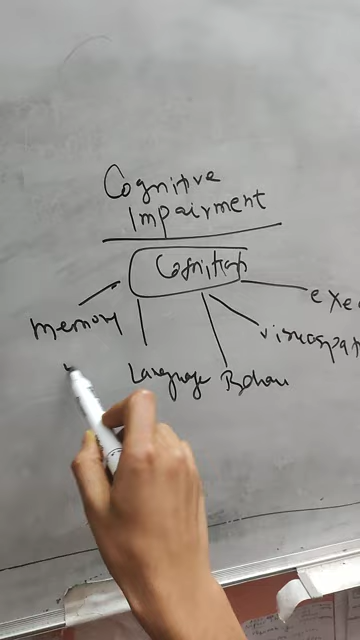 Cognitive
Impairment
Cognition
exe
memory
visuospat
Language
Behav